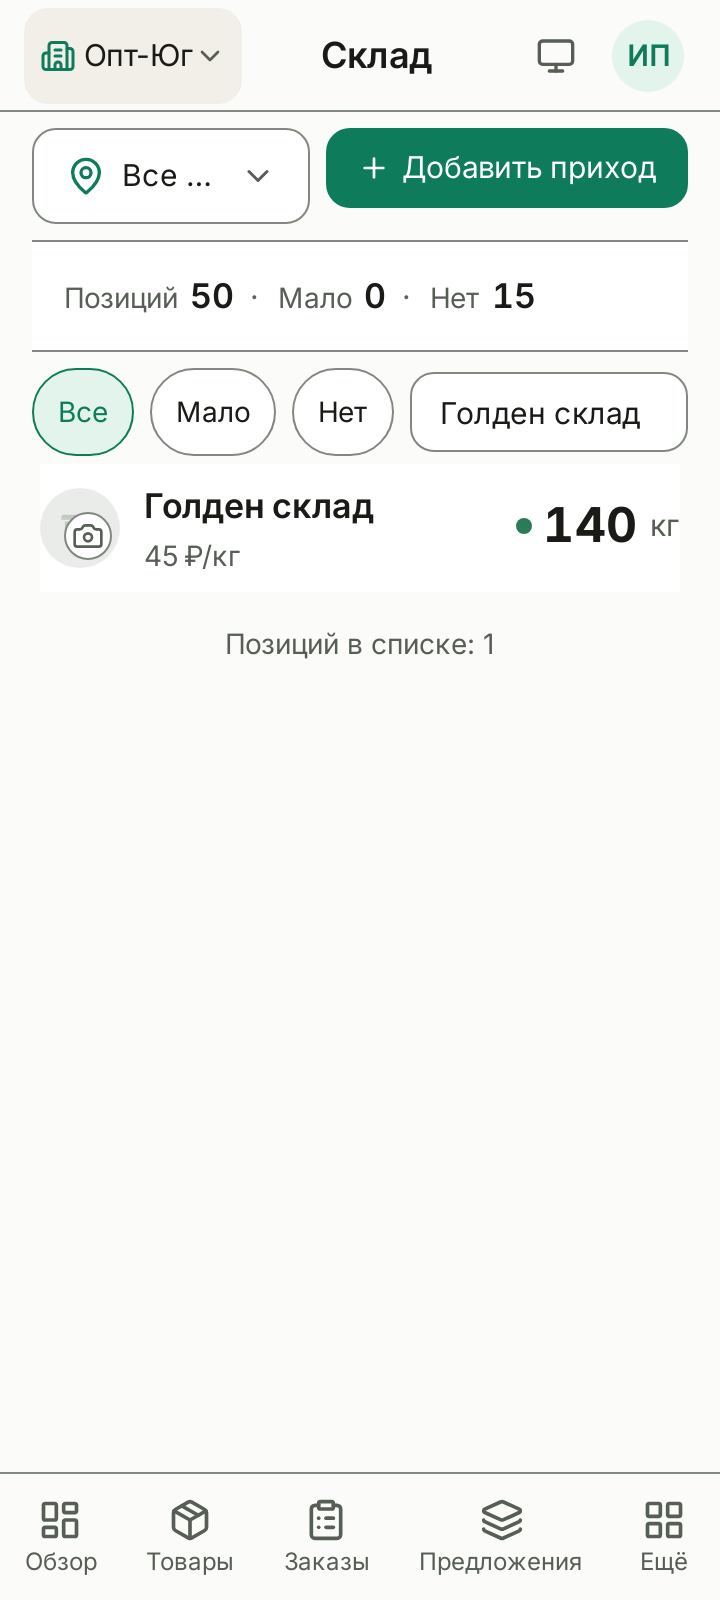 Опт-Юг
Склад
ИП
Все ...
+ Добавить приход
Позиций 50 · Мало 0 · Нет 15
Все
Мало
Нет
Голден склад
Голден склад
45 ₽/кг
140 кг
Позиций в списке: 1
Обзор
Товары
Заказы
Предложения
Ещё